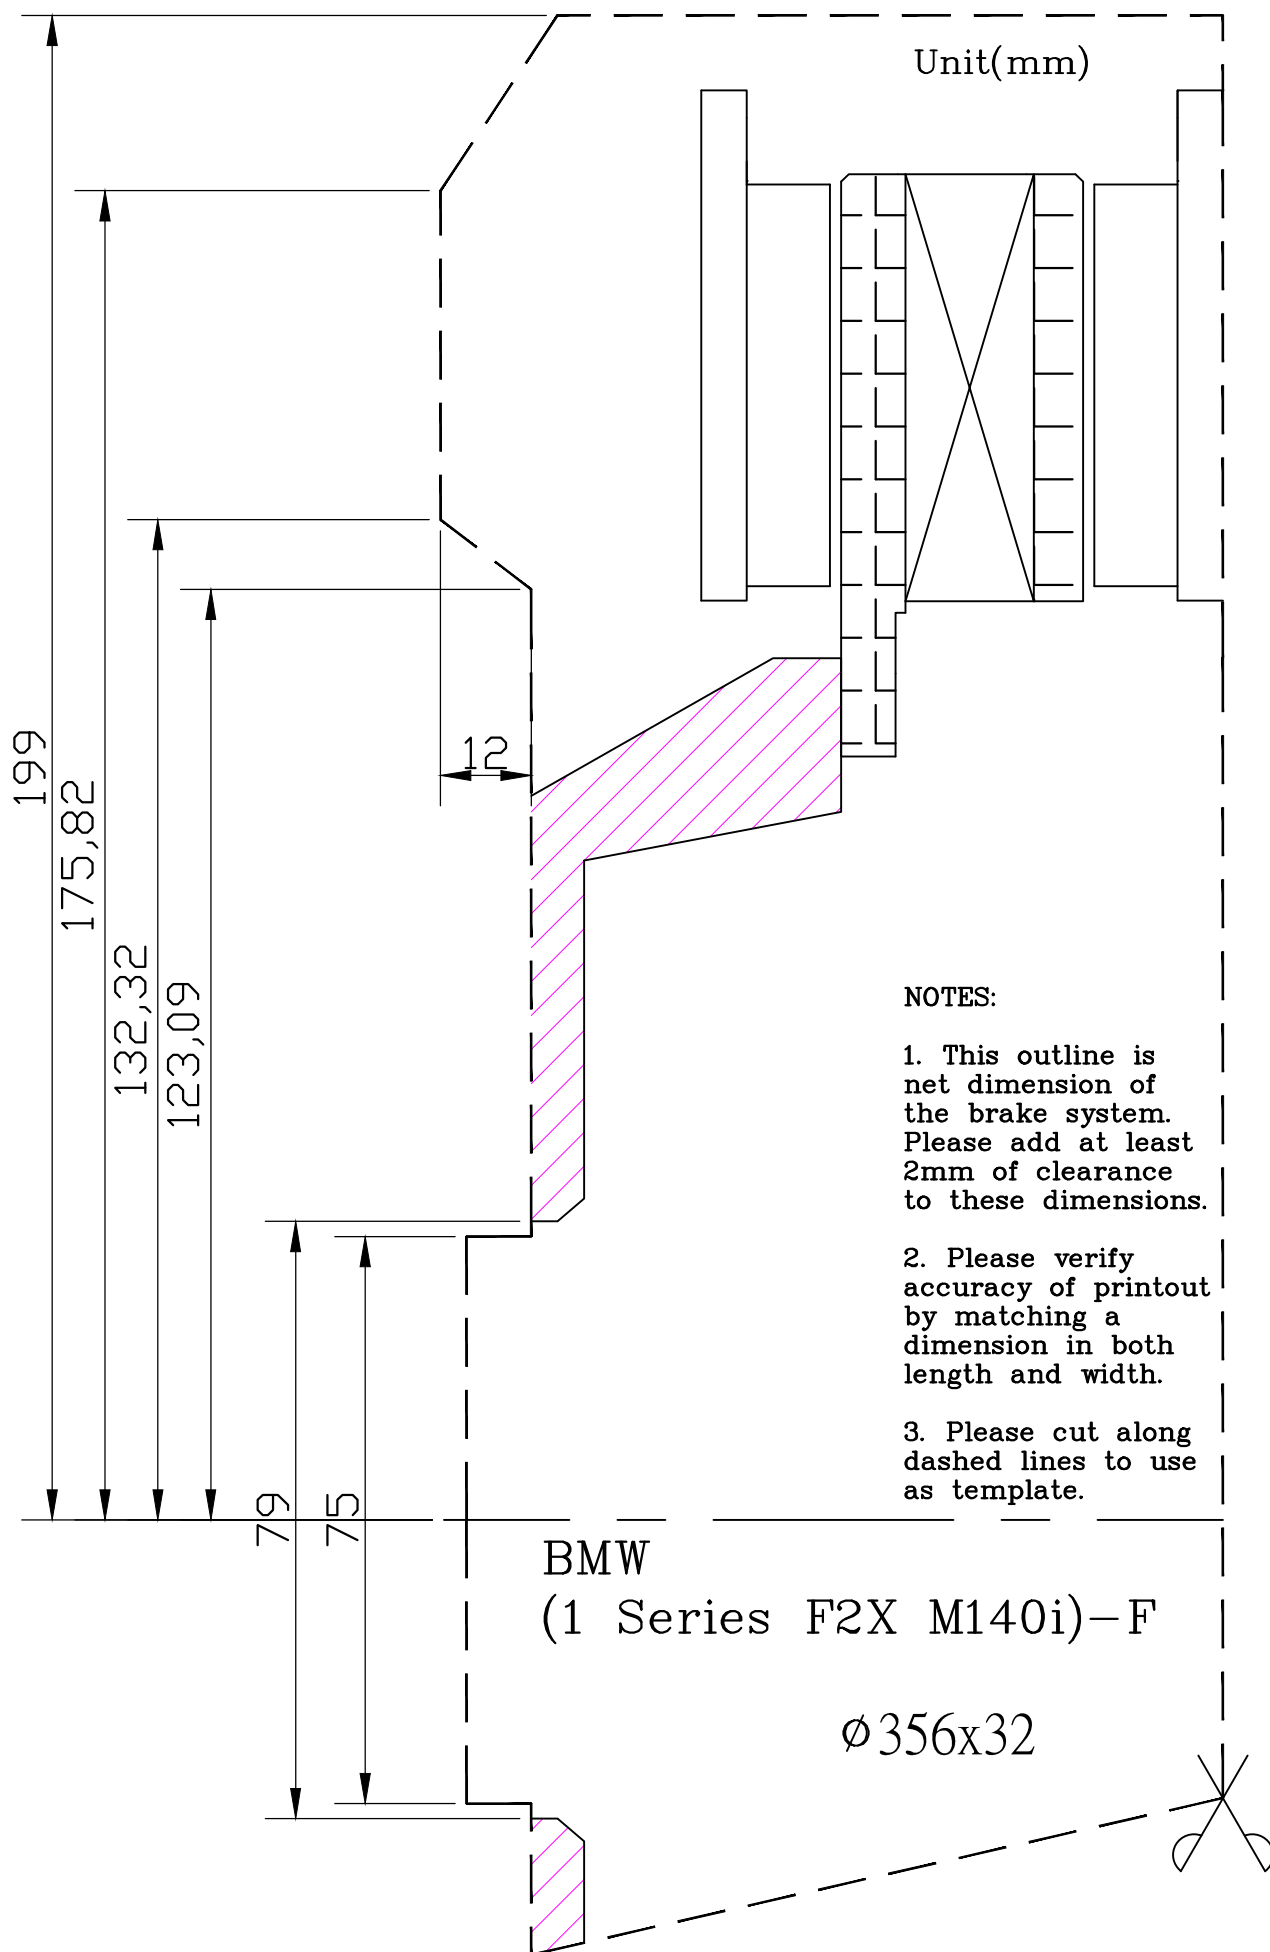 Unit(mm)
199
175,82
132,32
123,09
12
79
75
NOTES:
1. This outline is
net dimension of
the brake system.
Please add at least
2mm of clearance
to these dimensions.
2. Please verify
accuracy of printout
by matching a
dimension in both
length and width.
3. Please cut along
dashed lines to use
as template.
BMW
(1 Series F2X M140i)-F
Ø356x32